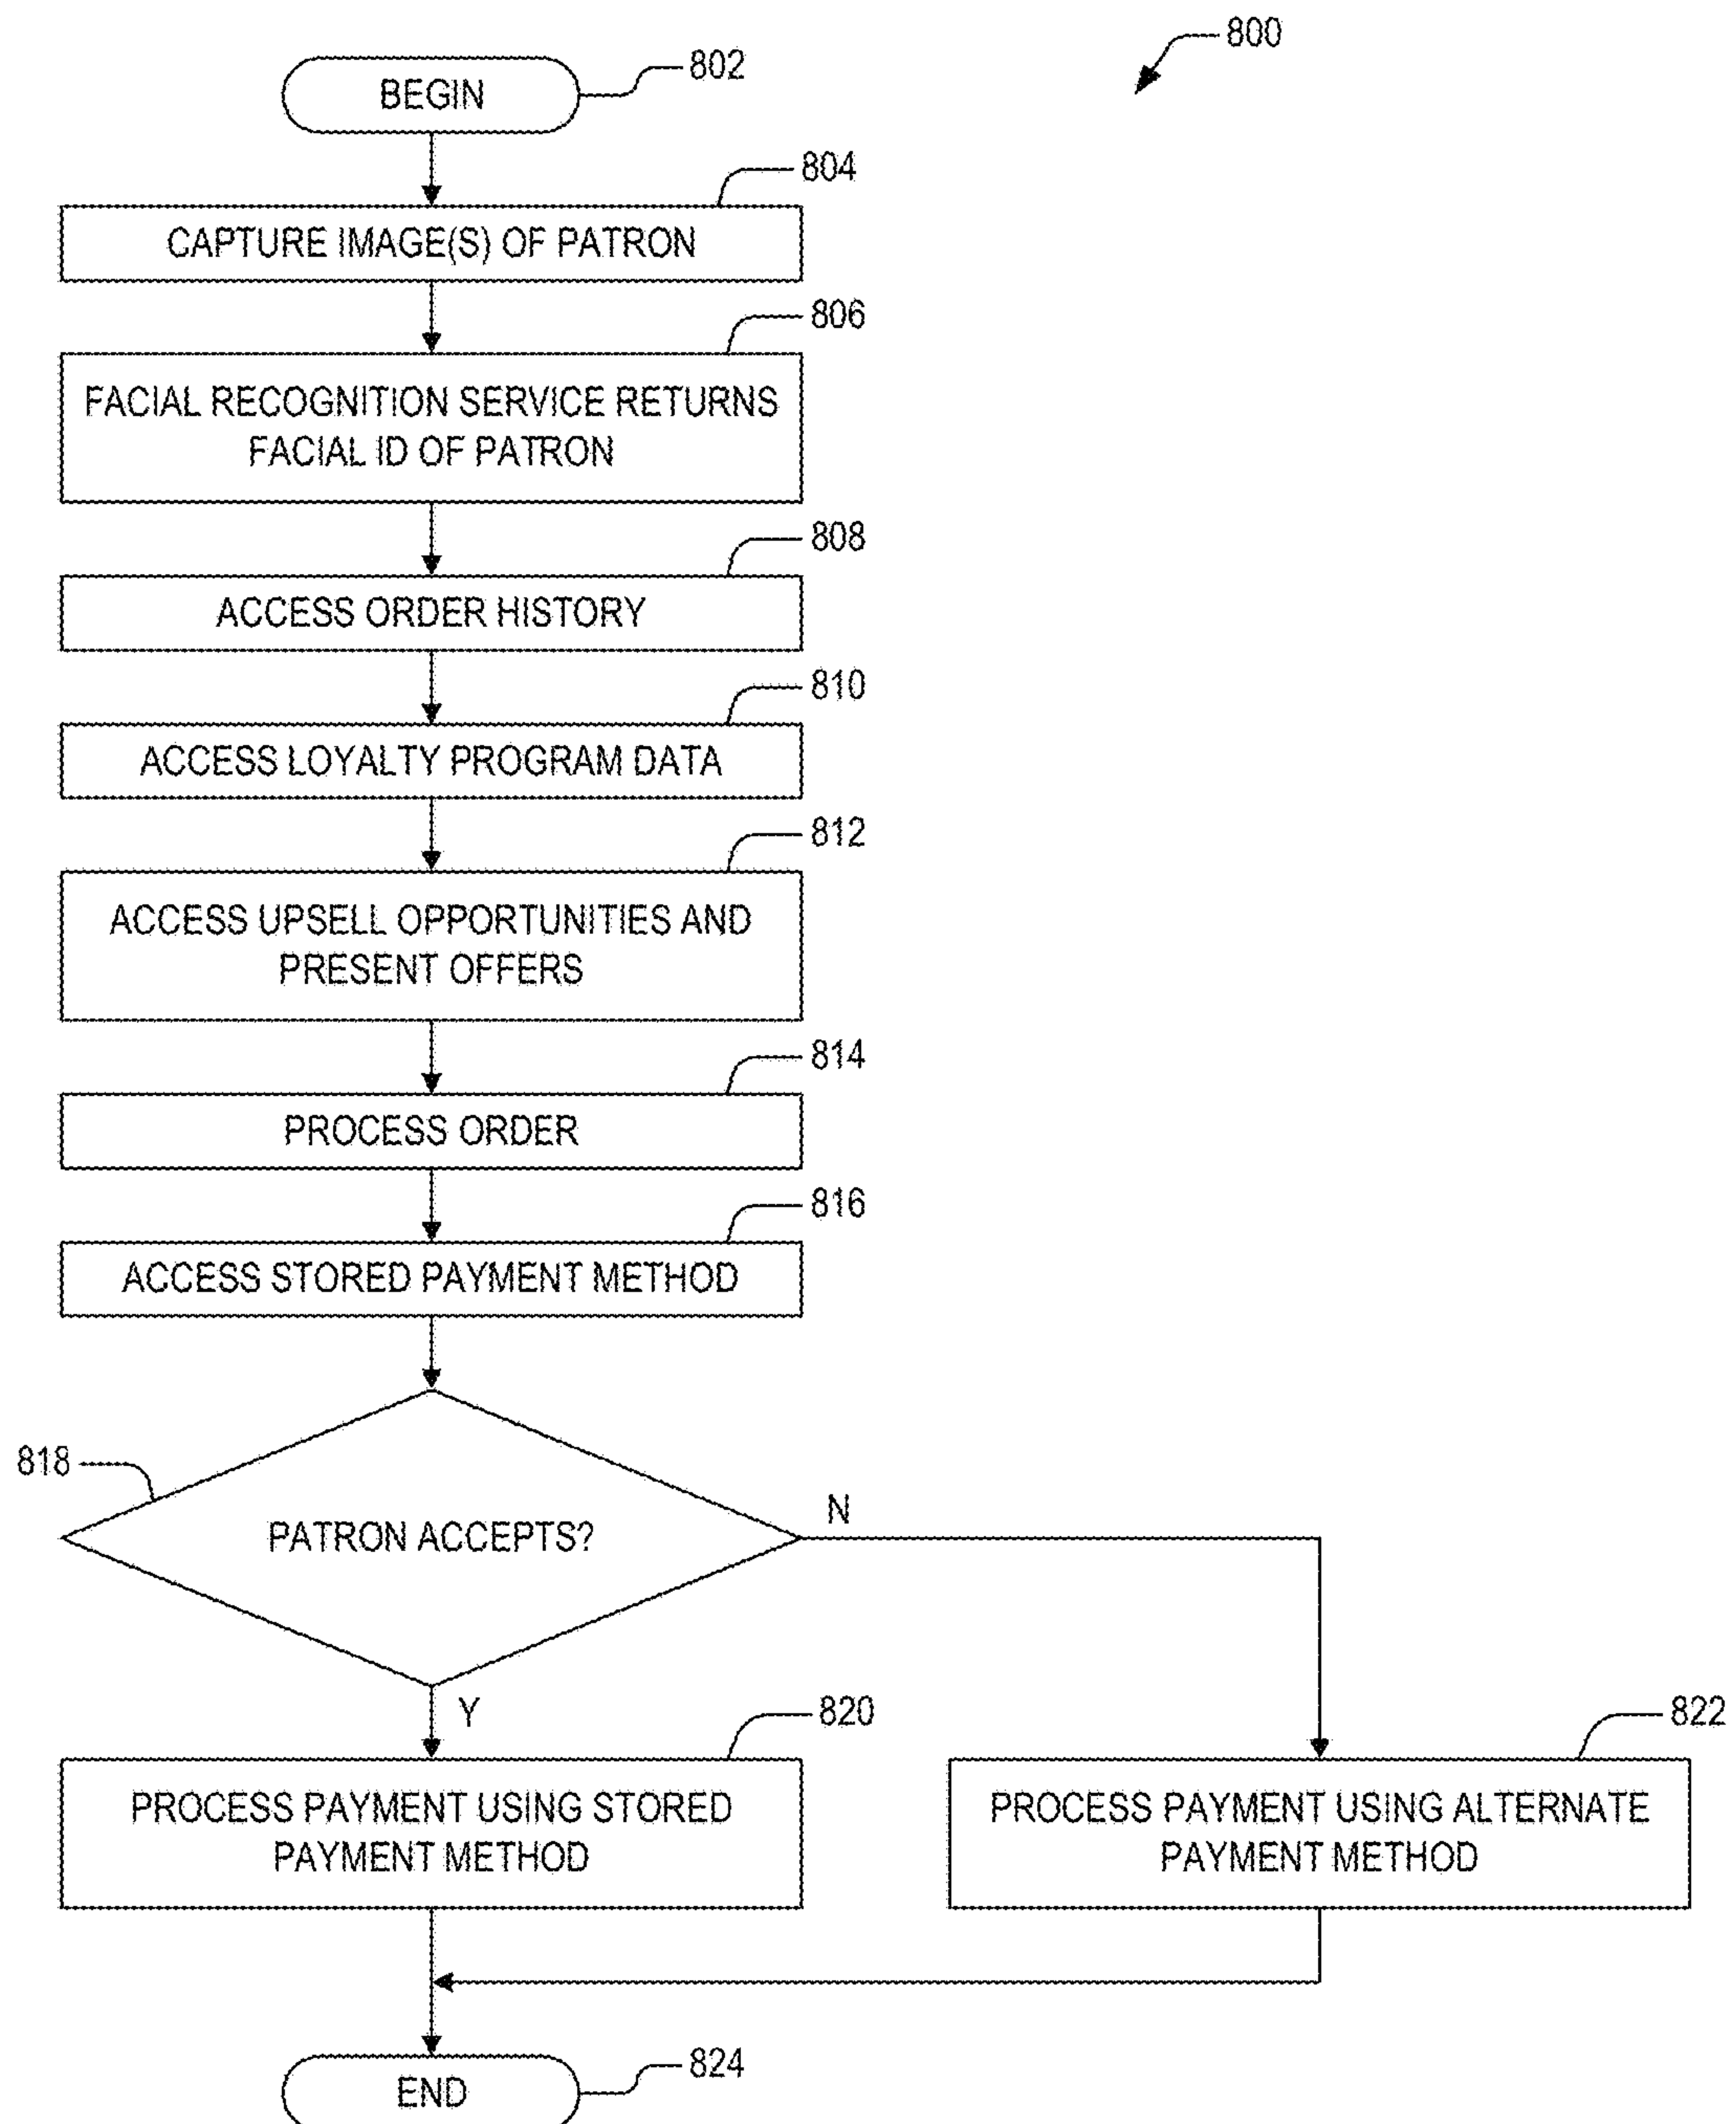 800
802
BEGIN
804
CAPTURE IMAGE(S) OF PATRON
806
FACIAL RECOGNITION SERVICE RETURNS
FACIAL ID OF PATRON
808
ACCESS ORDER HISTORY
810
ACCESS LOYALTY PROGRAM DATA
812
ACCESS UPSELL OPPORTUNITIES AND
PRESENT OFFERS
814
PROCESS ORDER
816
ACCESS STORED PAYMENT METHOD
818
PATRON ACCEPTS?
N
Y
820
PROCESS PAYMENT USING STORED
PAYMENT METHOD
822
PROCESS PAYMENT USING ALTERNATE
PAYMENT METHOD
824
END